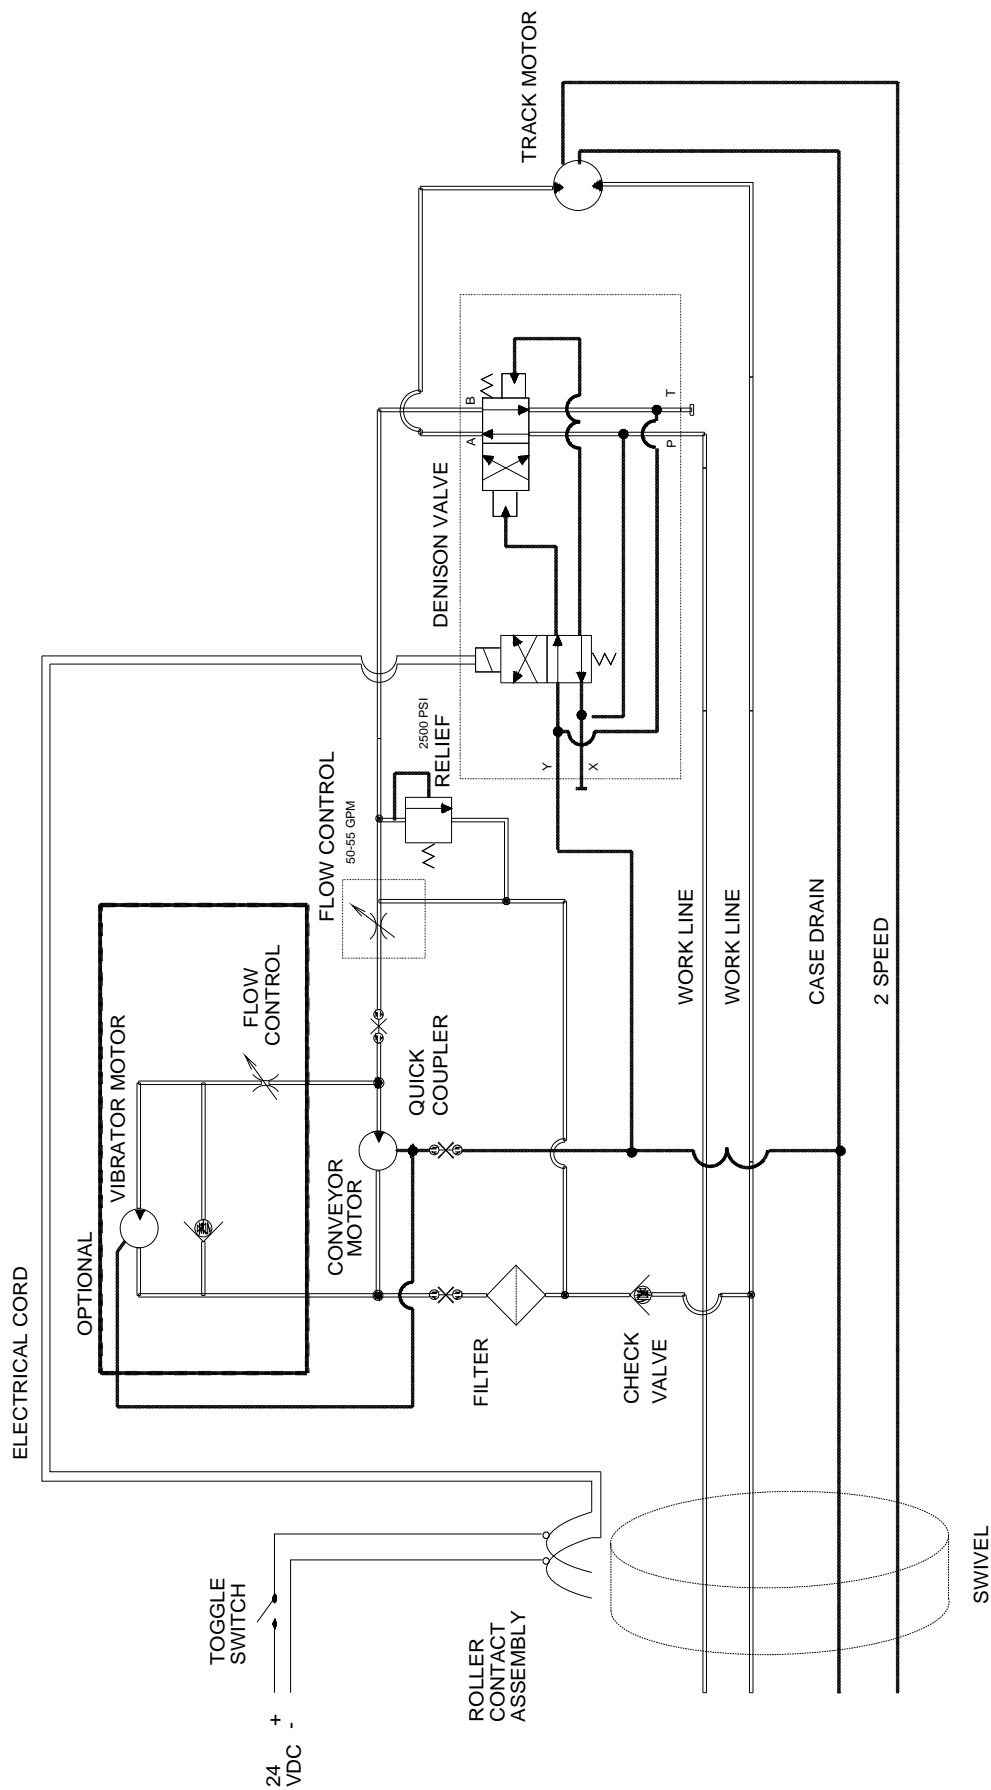 24
VDC
+
-
TOGGLE
SWITCH
ELECTRICAL CORD
OPTIONAL
VIBRATOR MOTOR
FLOW
CONTROL
FLOW CONTROL
50-55 GPM
2500 PSI
RELIEF
DENISON VALVE
A
B
Y
X
P
T
TRACK MOTOR
CONVEYOR
MOTOR
QUICK
COUPLER
FILTER
CHECK
VALVE
ROLLER
CONTACT
ASSEMBLY
WORK LINE
WORK LINE
CASE DRAIN
2 SPEED
SWIVEL